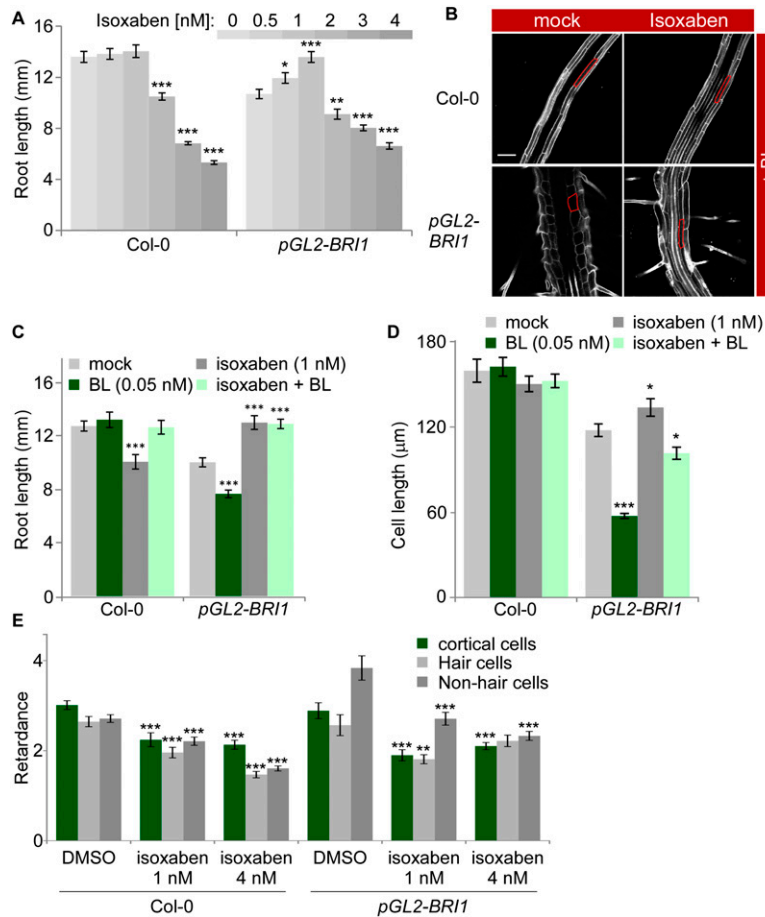 A
Isoxaben [nM]: 0 0.5 1 2 3 4
Root length (mm)
16
12
8
4
0
*** *** *** * *** ** *** ***
Col-0 pGL2-BRI1
B
mock Isoxaben
Col-0
pGL2-
BRI1
C
mock isoxaben (1 nM)
BL (0.05 nM) isoxaben + BL
Root length (mm)
16
12
8
4
0
*** *** *** ***
Col-0 pGL2-BRI1
D
mock isoxaben (1 nM)
BL (0.05 nM) isoxaben + BL
Cell length (µm)
180
120
60
0
*** * *
Col-0 pGL2-BRI1
E
cortical cells
Hair cells
Non-hair cells
Retardance
4
2
0
*** *** *** *** *** *** *** ** *** *** ***
DMSO isoxaben isoxaben DMSO isoxaben isoxaben
1 nM 4 nM 1 nM 4 nM
Col-0 pGL2-BRI1